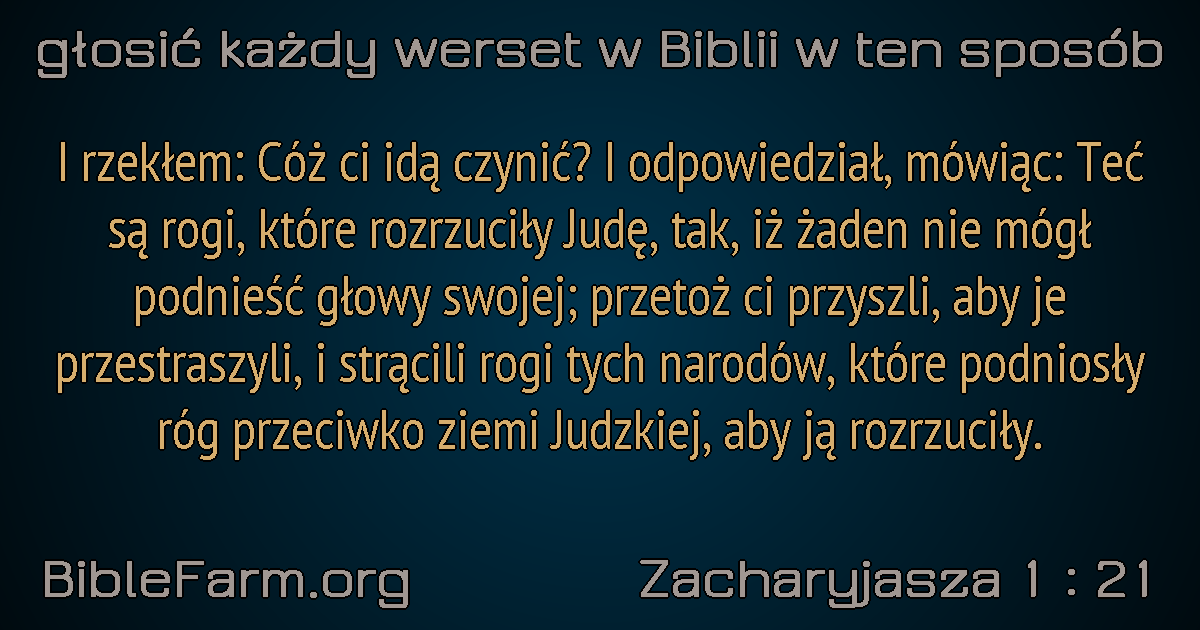 głosić każdy werset w Biblii w ten sposób
I rzekłem: Cóż ci idą czynić? I odpowiedział, mówiąc: Teć
są rogi, które rozrzuciły Judę, tak, iż żaden nie mógł
podnieść głowy swojej; przetoż ci przyszli, aby je
przestraszyli, i strącili rogi tych narodów, które podniosły
róg przeciwko ziemi Judzkiej, aby ją rozrzuciły.
BibleFarm.org
Zacharyjasza 1 : 21